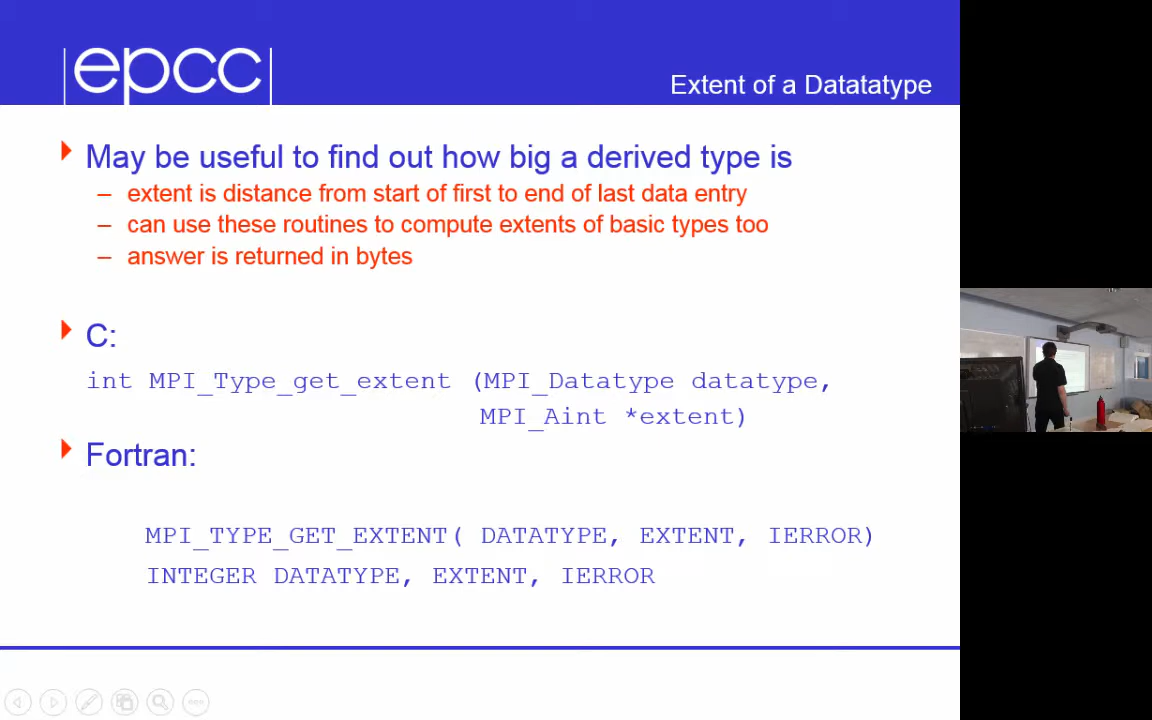 epcc
Extent of a Datatatype
May be useful to find out how big a derived type is
– extent is distance from start of first to end of last data entry
– can use these routines to compute extents of basic types too
– answer is returned in bytes
C:
int MPI_Type_get_extent (MPI_Datatype datatype,
MPI_Aint *extent)
Fortran:
MPI_TYPE_GET_EXTENT( DATATYPE, EXTENT, IERROR)
INTEGER DATATYPE, EXTENT, IERROR